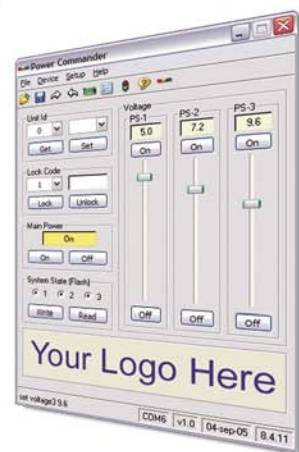 Power Commander
File Device Setup Help
Unit Id
0
Get Set
Lock Code
1
Lock Unlock
Main Power
On
On Off
System State (Flash)
1 2 3
Write Read
Voltage
PS-1 PS-2 PS-3
5.0 7.2 9.6
On On On
Off Off Off
Your Logo Here
set voltage3 9.6
COM6 v1.0 04-sep-05 8.4.11